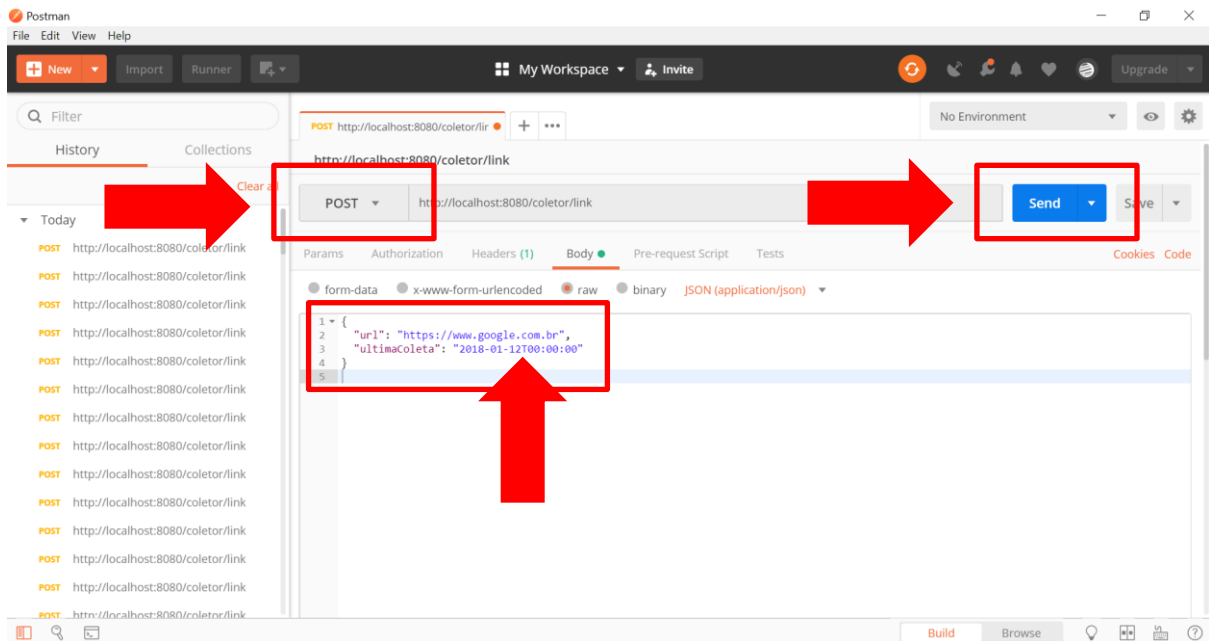 Postman
File Edit View Help
New Import Runner My Workspace Invite Upgrade
Filter
History Collections
Clear all
Today
POST http://localhost:8080/coletor/link
POST http://localhost:8080/coletor/link
POST http://localhost:8080/coletor/link
POST http://localhost:8080/coletor/link
POST http://localhost:8080/coletor/link
POST http://localhost:8080/coletor/link
POST http://localhost:8080/coletor/link
POST http://localhost:8080/coletor/link
POST http://localhost:8080/coletor/link
POST http://localhost:8080/coletor/link
POST http://localhost:8080/coletor/link
POST http://localhost:8080/coletor/link
POST http://localhost:8080/coletor/link
POST http://localhost:8080/coletor/link
POST http://localhost:8080/coletor/lir
No Environment
http://localhost:8080/coletor/link
POST http://localhost:8080/coletor/link Send Save
Params Authorization Headers (1) Body Pre-request Script Tests Cookies Code
form-data x-www-form-urlencoded raw binary JSON (application/json)
1 {
2 "url": "https://www.google.com.br",
3 "ultimaColeta": "2018-01-12T00:00:00"
4 }
5
Build Browse